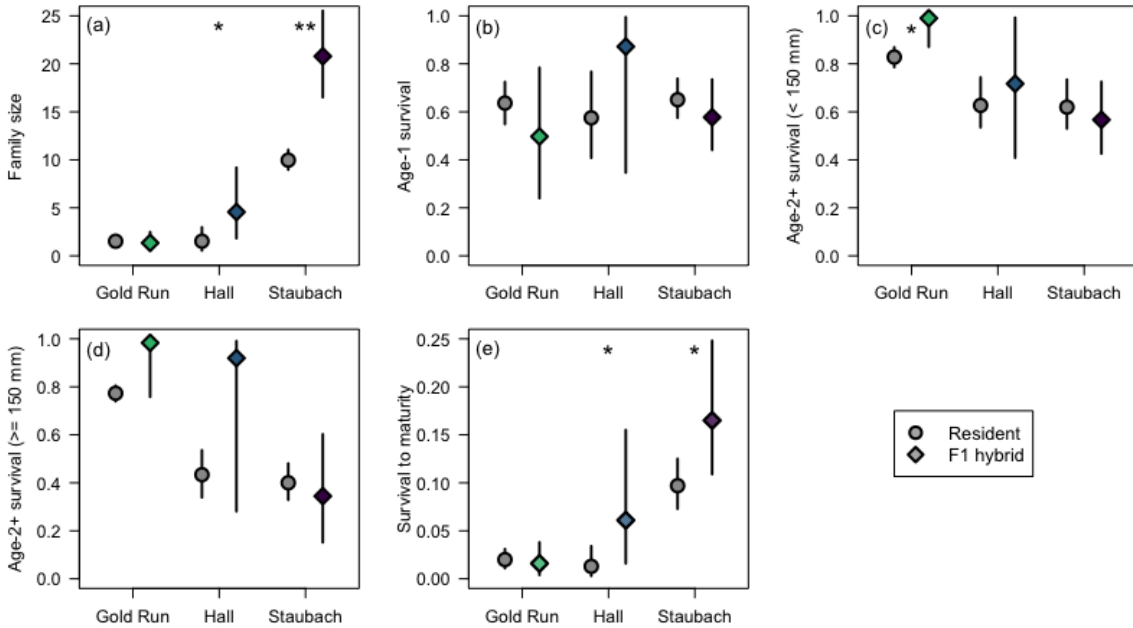 (a)
Family size
25
20
15
10
5
0
* **
Gold Run Hall Staubach
(b)
Age-1 survival
1.0
0.8
0.6
0.4
0.2
0.0
Gold Run Hall Staubach
(c)
Age-2+ survival (< 150 mm)
1.0
0.8
0.6
0.4
0.2
0.0
*
Gold Run Hall Staubach
(d)
Age-2+ survival (>= 150 mm)
1.0
0.8
0.6
0.4
0.2
0.0
Gold Run Hall Staubach
(e)
Survival to maturity
0.25
0.20
0.15
0.10
0.05
0.00
* *
Gold Run Hall Staubach
Resident
F1 hybrid